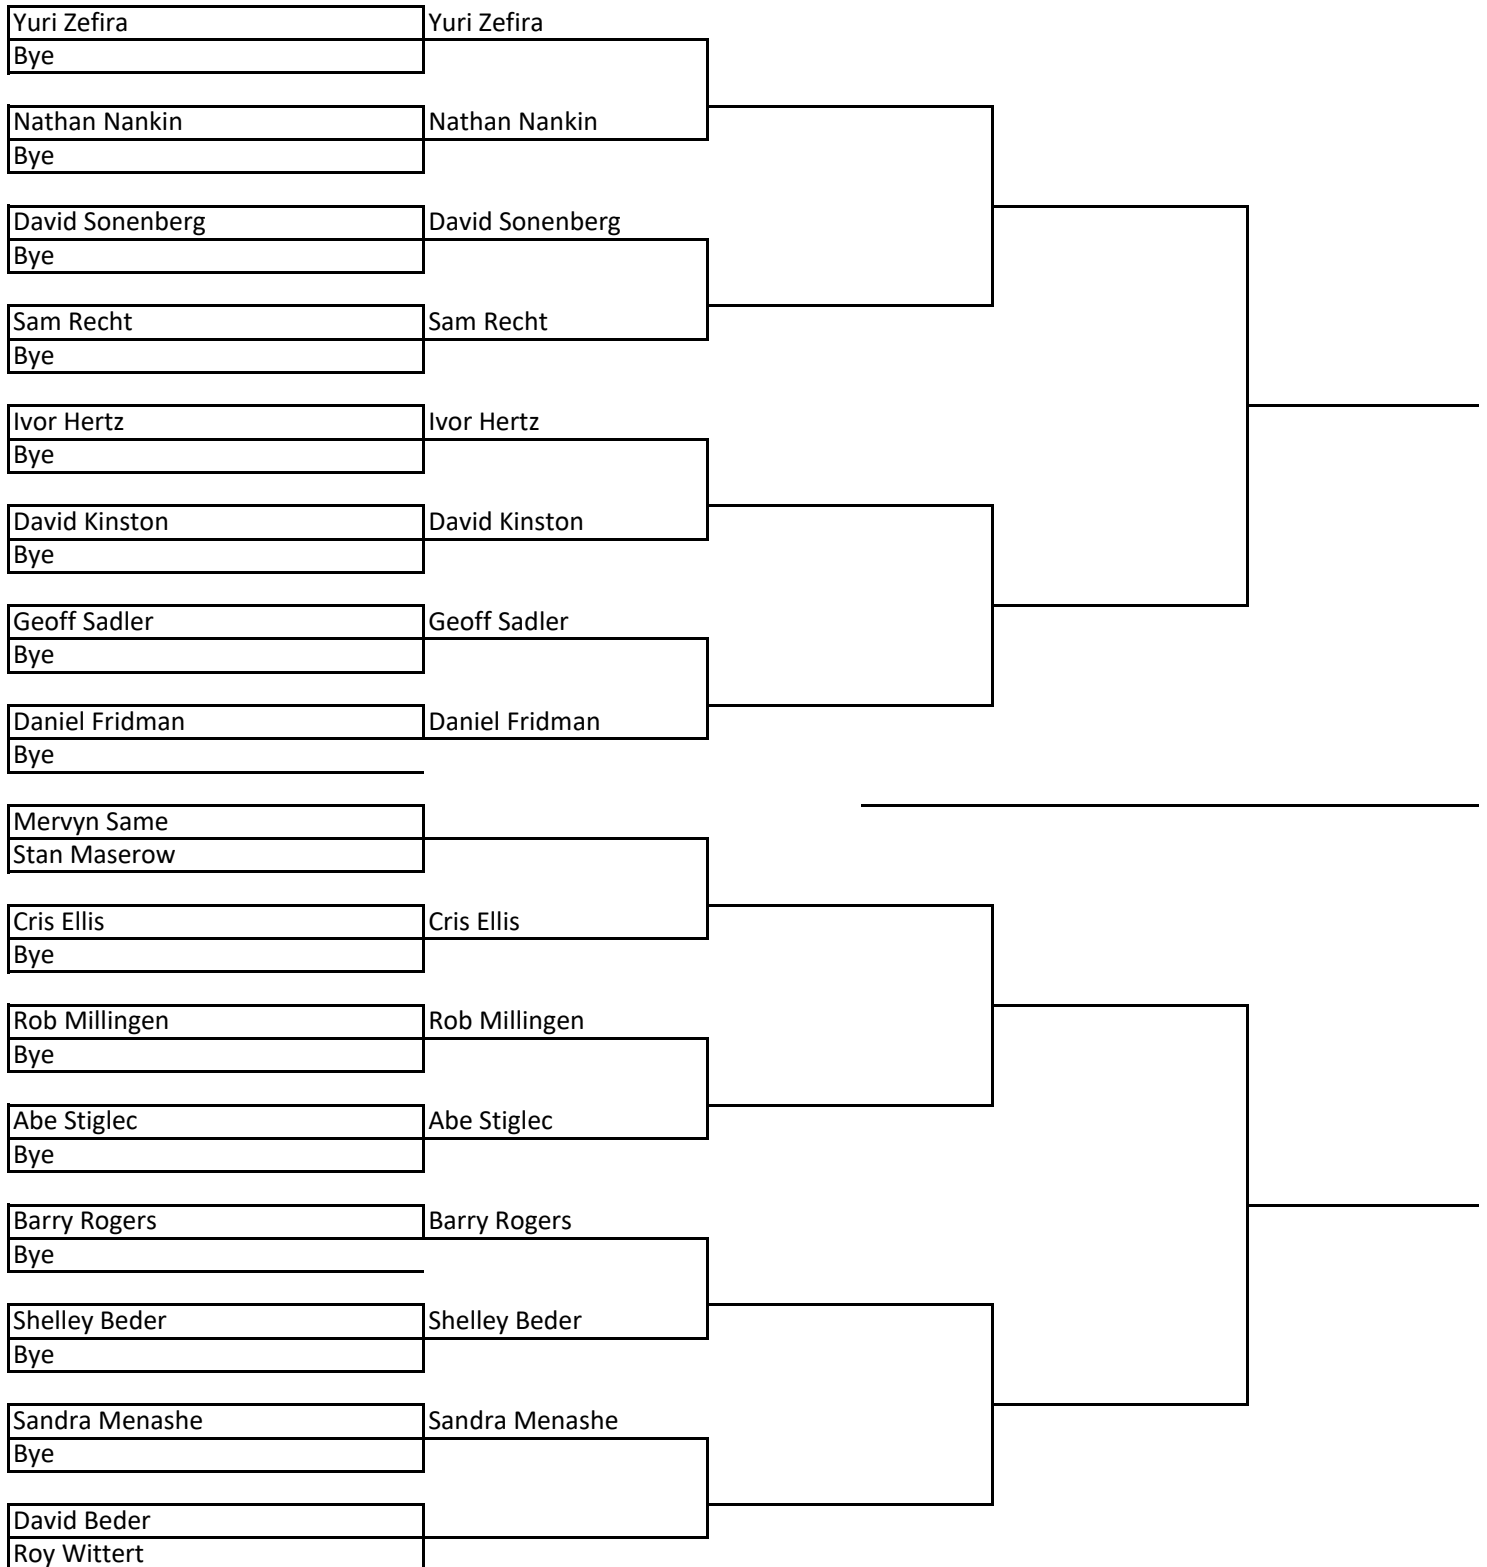 Yuri Zefira Yuri Zefira
Bye
Nathan Nankin Nathan Nankin
Bye
David Sonenberg David Sonenberg
Bye
Sam Recht Sam Recht
Bye
Ivor Hertz Ivor Hertz
Bye
David Kinston David Kinston
Bye
Geoff Sadler Geoff Sadler
Bye
Daniel Fridman Daniel Fridman
Bye
Mervyn Same
Stan Maserow
Cris Ellis Cris Ellis
Bye
Rob Millingen Rob Millingen
Bye
Abe Stiglec Abe Stiglec
Bye
Barry Rogers Barry Rogers
Bye
Shelley Beder Shelley Beder
Bye
Sandra Menashe Sandra Menashe
Bye
David Beder
Roy Wittert